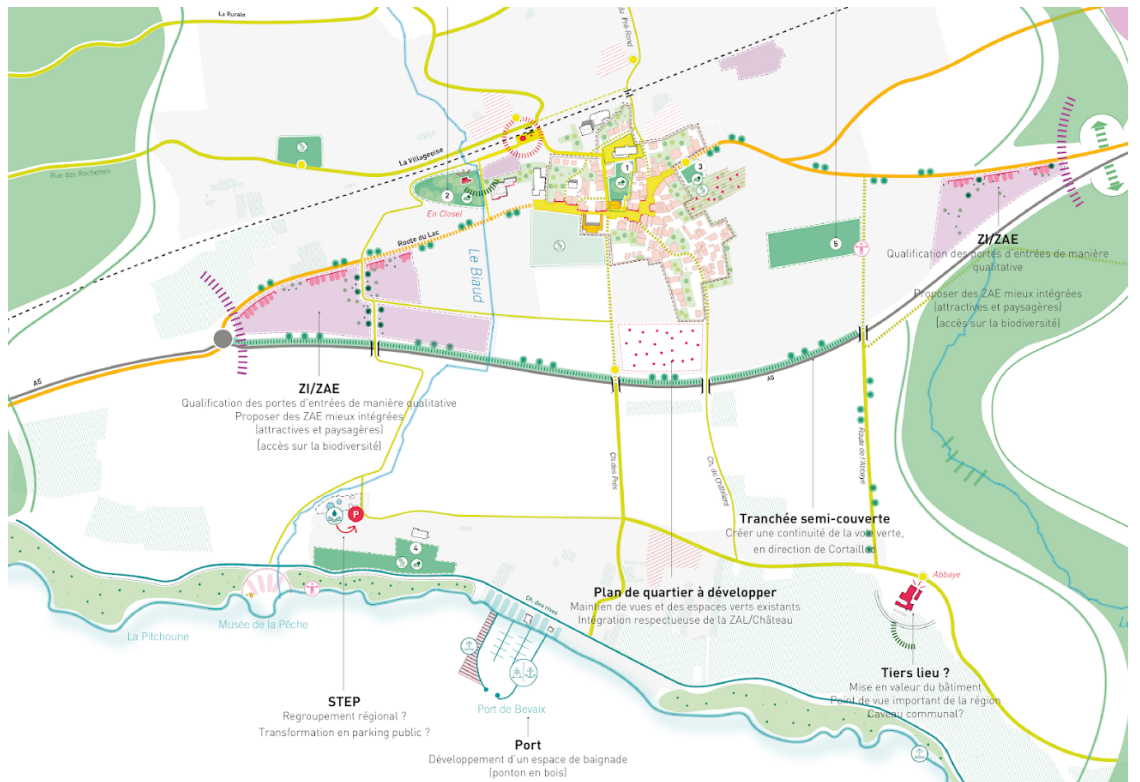 La Rurale
du Pré-Rond
La Villageoise
Rue des Rochettes
1
3
2
En Closel
Route du Lac
Le Biaud
5
ZI/ZAE
Qualification des portes d'entrées de manière
qualitative
Proposer des ZAE mieux intégrées
(attractives et paysagères)
(accès sur la biodiversité)
A5
A5
ZI/ZAE
Qualification des portes d'entrées de manière qualitative
Proposer des ZAE mieux intégrées
(attractives et paysagères)
(accès sur la biodiversité)
Ch.des Prés
Ch. du Châtelard
Route de l'Abbaye
P
Tranchée semi-couverte
Créer une continuité de la voie verte,
en direction de Cortaillod
4
Abbaye
Plan de quartier à développer
Maintien de vues et des espaces verts existants
Intégration respectueuse de la ZAL/Château
Ch. des rives
Musée de la Pêche
La Pitchoune
Tiers lieu ?
Mise en valeur du bâtiment
Point de vue important de la région
Caveau communal?
STEP
Regroupement régional ?
Transformation en parking public ?
Port de Bevaix
Port
Développement d'un espace de baignade
(ponton en bois)